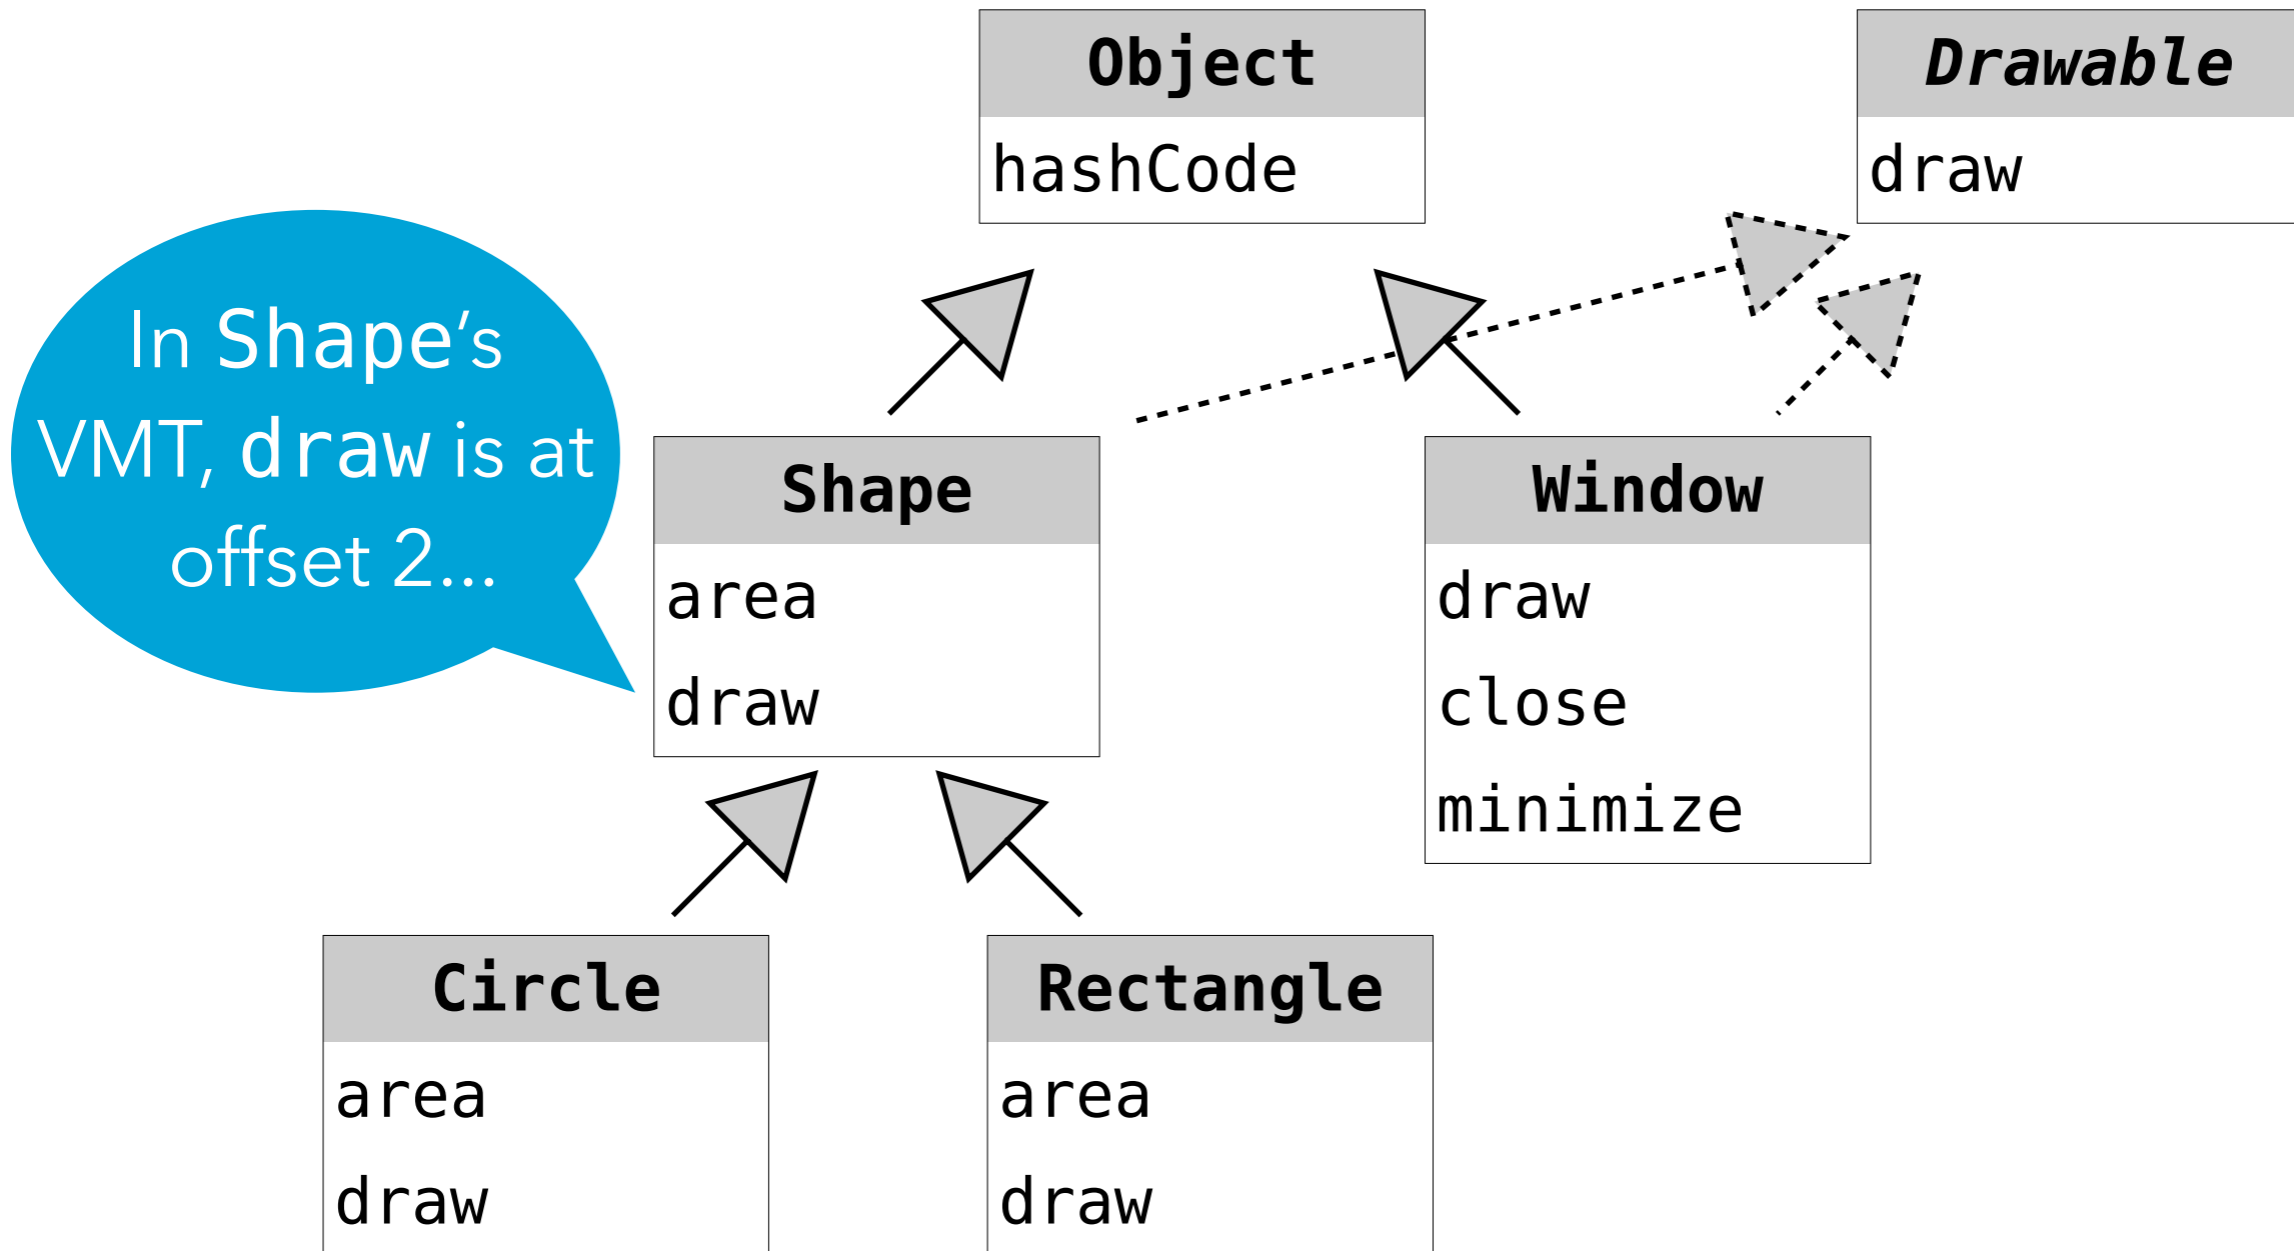 Object
hashCode
Drawable
draw
In Shape‘s
VMT, draw is at
offset 2...
Shape
area
draw
Window
draw
close
minimize
Circle
area
draw
Rectangle
area
draw